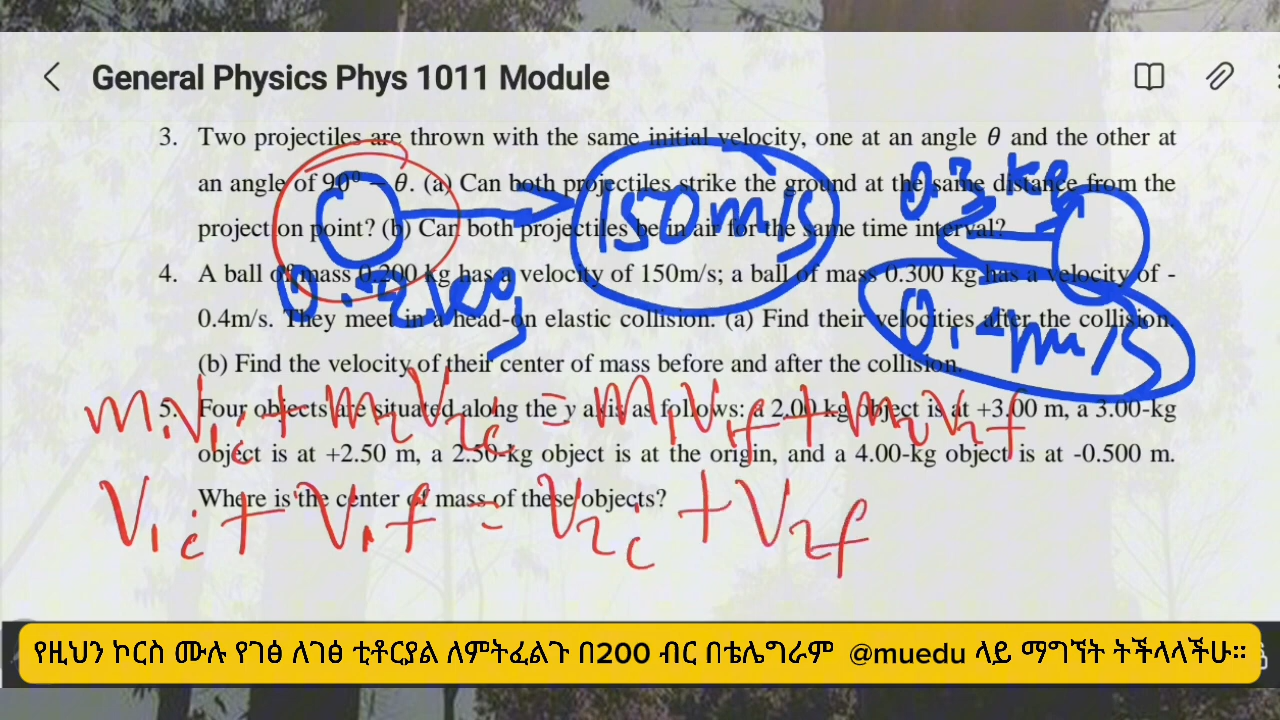 General Physics Phys 1011 Module
3. Two projectiles are thrown with the same initial velocity, one at an angle θ and the other at
an angle of 90⁰ − θ. (a) Can both projectiles strike the ground at the same distance from the
projection point? (b) Can both projectiles be in air for the same time interval?
150m/s
0.3 kg
4. A ball of mass 0.200 kg has a velocity of 150m/s; a ball of mass 0.300 kg has a velocity of -
0.4m/s. They meet in a head-on elastic collision. (a) Find their velocities after the collision.
0.2kg
(b) Find the velocity of their center of mass before and after the collision.
5. Four objects are situated along the y axis as follows: a 2.00 kg object is at +3.00 m, a 3.00-kg
m₁v₁i + m₂v₂i = m₁v₁f + m₂v₂f
object is at +2.50 m, a 2.50-kg object is at the origin, and a 4.00-kg object is at -0.500 m.
Where is the center of mass of these objects?
V₁i + V₁f = V₂i + V₂f
የዚህን ኮርስ ሙሉ የገፅ ለገፅ ቲቶርያል ለምትፈልጉ በ200 ብር በቴሌግራም @muedu ላይ ማግኘት ትችላላችሁ።